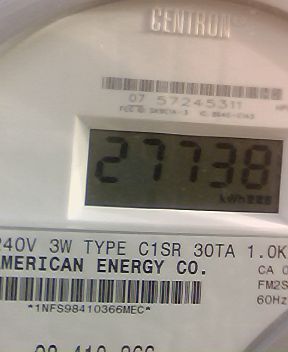 CENTRON
07 57245311
27738
kWh
240V 3W TYPE C1SR 30TA 1.0K
AMERICAN ENERGY CO.
CA 0
FM2S
60Hz
*1NFS98410366MEC*